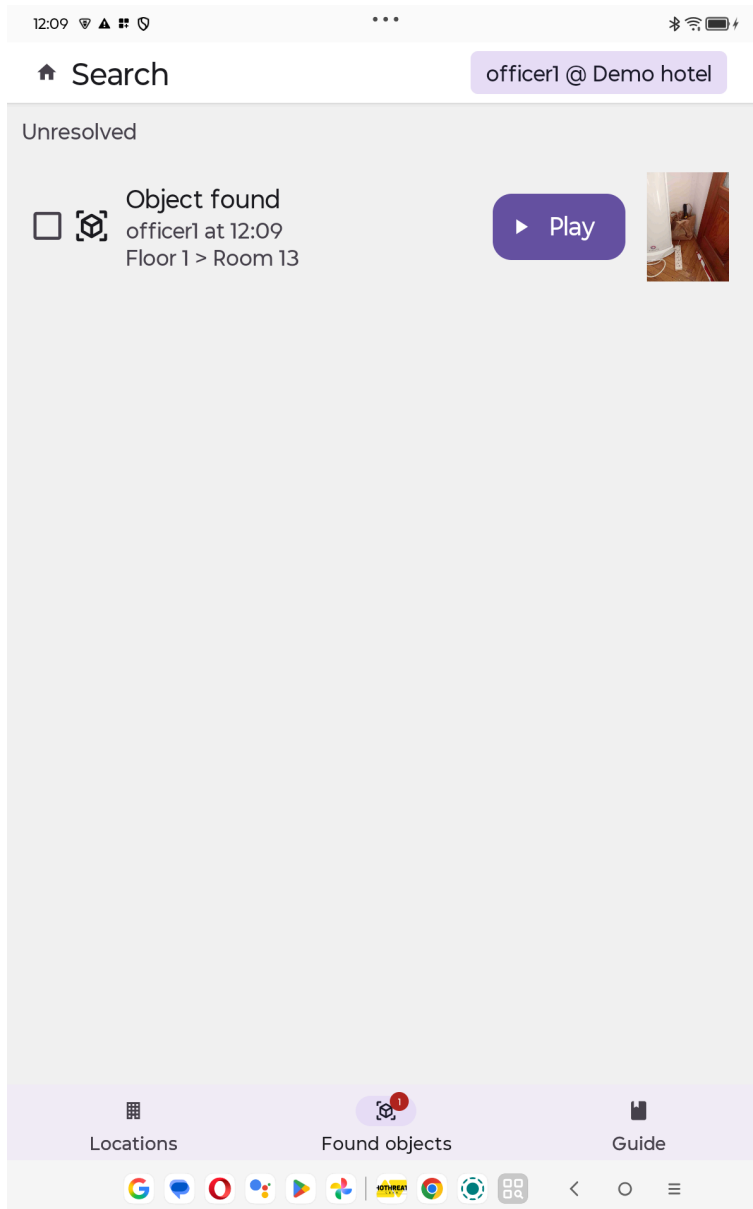 12:09
Search
officer1 @ Demo hotel
Unresolved
Object found
officer1 at 12:09
Floor 1 > Room 13
Play
1
Locations
Found objects
Guide